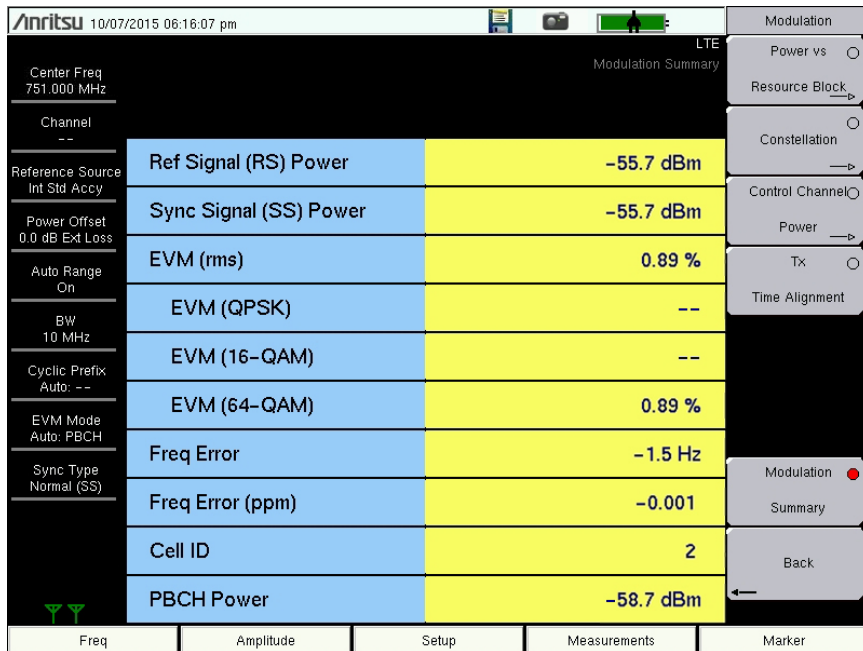 Anritsu 10/07/2015 06:16:07 pm
Modulation
LTE
Modulation Summary
Center Freq
751.000 MHz
Channel
--
Reference Source
Int Std Accy
Power Offset
0.0 dB Ext Loss
Auto Range
On
BW
10 MHz
Cyclic Prefix
Auto: --
EVM Mode
Auto: PBCH
Sync Type
Normal (SS)
Ref Signal (RS) Power -55.7 dBm
Sync Signal (SS) Power -55.7 dBm
EVM (rms) 0.89 %
EVM (QPSK) --
EVM (16-QAM) --
EVM (64-QAM) 0.89 %
Freq Error -1.5 Hz
Freq Error (ppm) -0.001
Cell ID 2
PBCH Power -58.7 dBm
Power vs
Resource Block
Constellation
Control Channel
Power
Tx
Time Alignment
Modulation
Summary
Back
Freq Amplitude Setup Measurements Marker